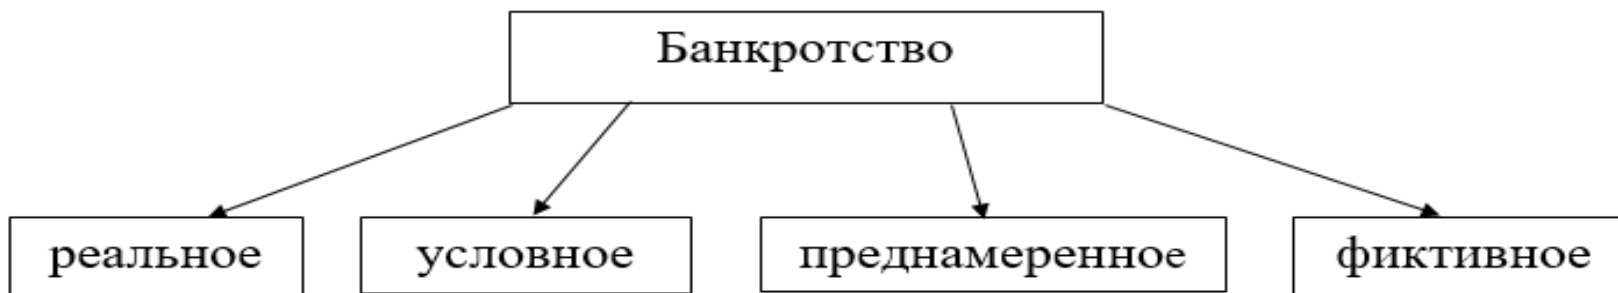 Банкротство
реальное
условное
преднамеренное
фиктивное